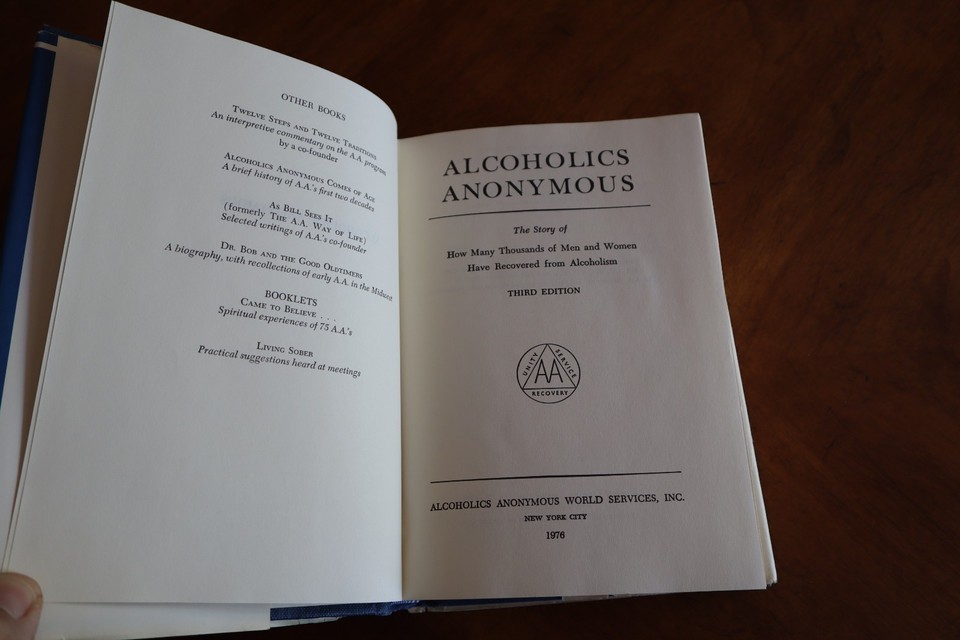 OTHER BOOKS
TWELVE STEPS AND TWELVE TRADITIONS
An interpretive commentary on the A.A. program
by a co-founder
ALCOHOLICS ANONYMOUS COMES OF AGE
A brief history of A.A.'s first two decades
AS BILL SEES IT
(formerly THE A.A. WAY OF LIFE)
Selected writings of A.A.'s co-founder
DR. BOB AND THE GOOD OLDTIMERS
A biography, with recollections of early A.A. in the Midwest
BOOKLETS
CAME TO BELIEVE . . .
Spiritual experiences of 75 A.A.'s
LIVING SOBER
Practical suggestions heard at meetings
ALCOHOLICS
ANONYMOUS
The Story of
How Many Thousands of Men and Women
Have Recovered from Alcoholism
THIRD EDITION
UNITY
SERVICE
AA
RECOVERY
ALCOHOLICS ANONYMOUS WORLD SERVICES, INC.
NEW YORK CITY
1976